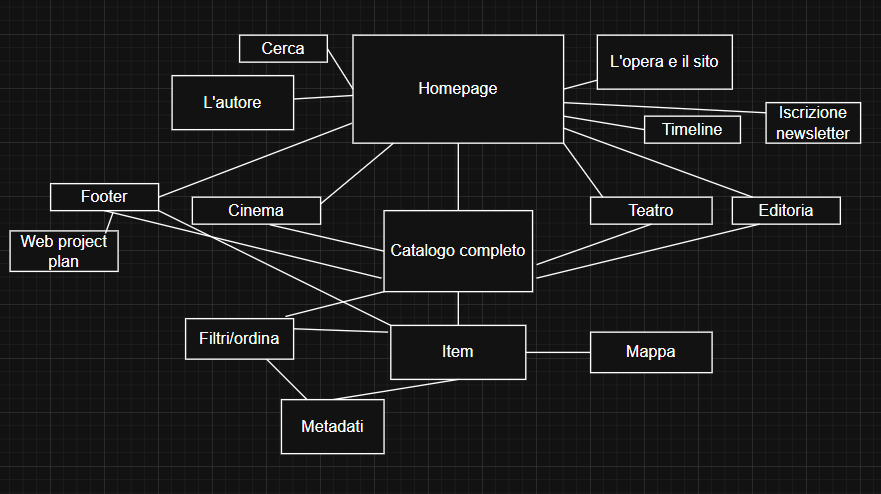 Cerca
Homepage
L'opera e il sito
L'autore
Iscrizione
newsletter
Timeline
Footer
Cinema
Teatro
Editoria
Web project
plan
Catalogo completo
Filtri/ordina
Item
Mappa
Metadati